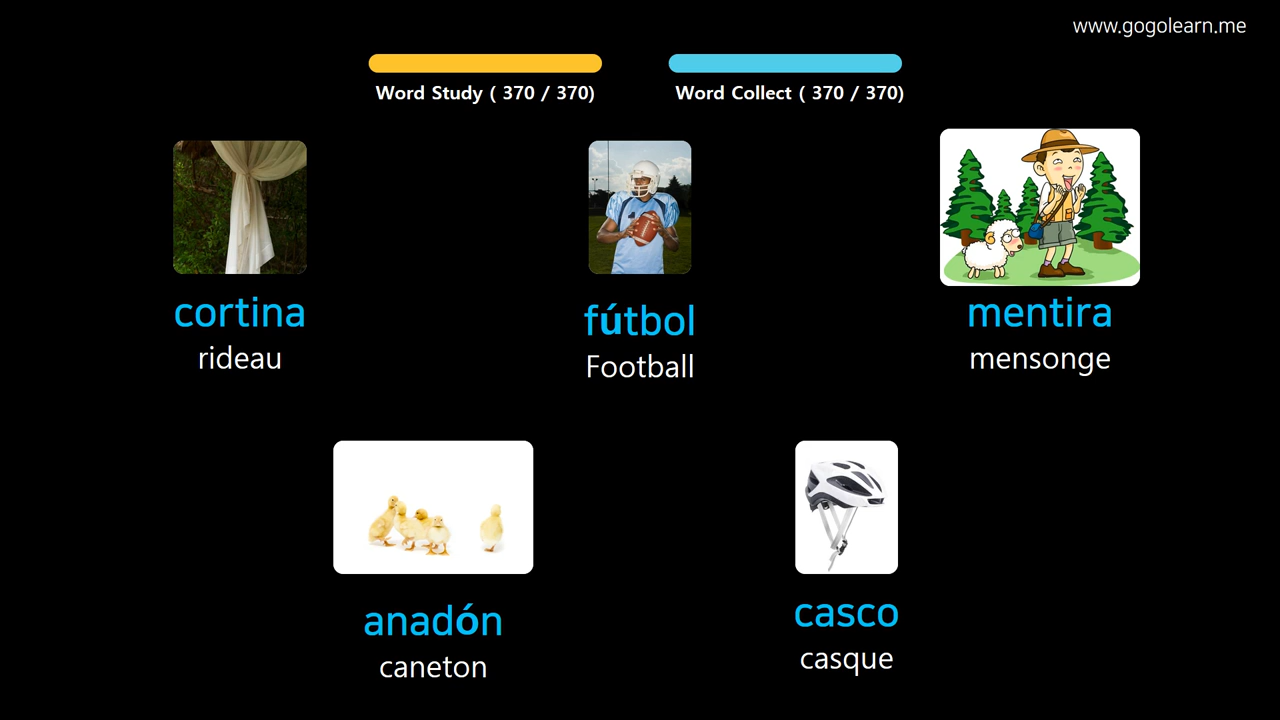 www.gogolearn.me
Word Study ( 370 / 370)
Word Collect ( 370 / 370)
cortina
rideau
fútbol
Football
mentira
mensonge
anadón
caneton
casco
casque